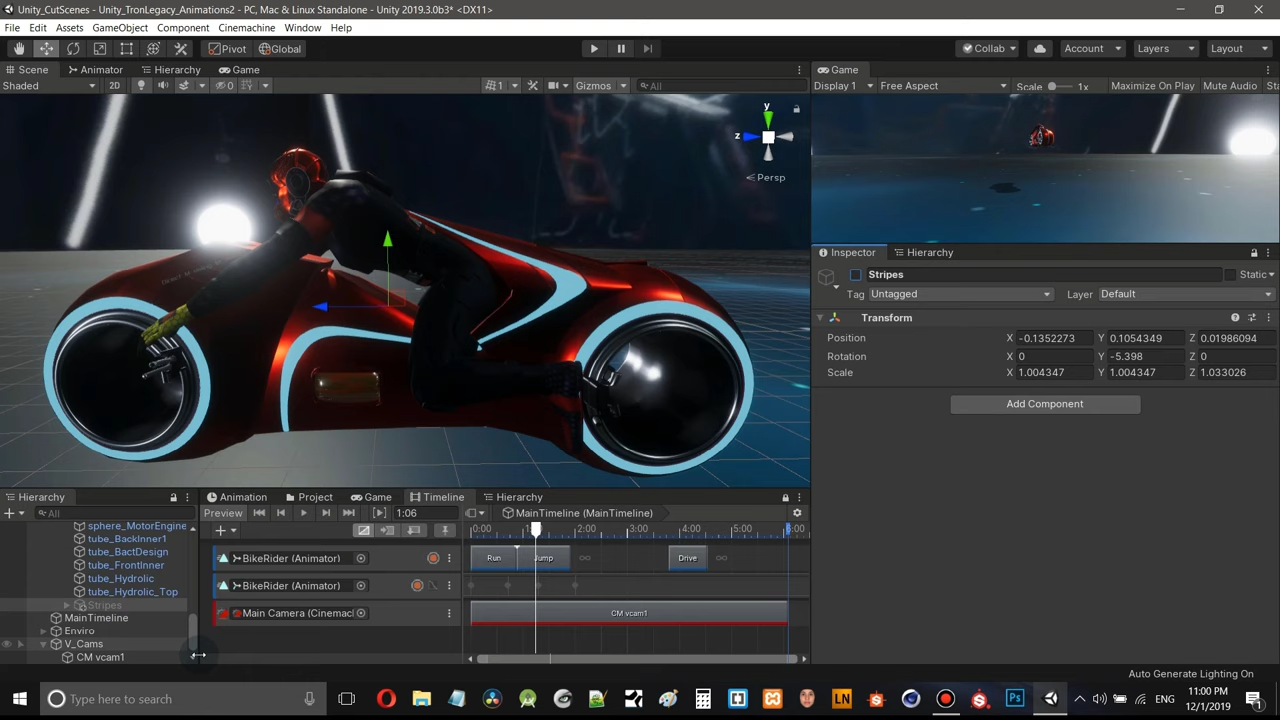 Unity_CutScenes - Unity_TronLegacy_Animations2 - PC, Mac & Linux Standalone - Unity 2019.3.0b3* <DX11>
File Edit Assets GameObject Component Cinemachine Window Help
Pivot Global Collab Account Layers Layout
Scene Animator Hierarchy Game
Shaded 2D 0 1 Gizmos All
y
z
Persp
Game
Display 1 Free Aspect Scale 1x Maximize On Play Mute Audio
Inspector Hierarchy
Stripes Static
Tag Untagged Layer Default
Transform
Position X -0.1352273 Y 0.1054349 Z 0.01986094
Rotation X 0 Y -5.398 Z 0
Scale X 1.004347 Y 1.004347 Z 1.033026
Add Component
Hierarchy
All
sphere_MotorEngine
tube_BackInner1
tube_BactDesign
tube_FrontInner
tube_Hydrolic
tube_Hydrolic_Top
Stripes
MainTimeline
Enviro
V_Cams
CM vcam1
Animation Project Game Timeline Hierarchy
Preview 1:06 MainTimeline (MainTimeline)
0:00 2:00 3:00 4:00 5:00
BikeRider (Animator) Run Jump Drive
BikeRider (Animator)
Main Camera (Cinemac CM vcam1
Auto Generate Lighting On
Type here to search LN Ps ENG 11:00 PM 12/1/2019